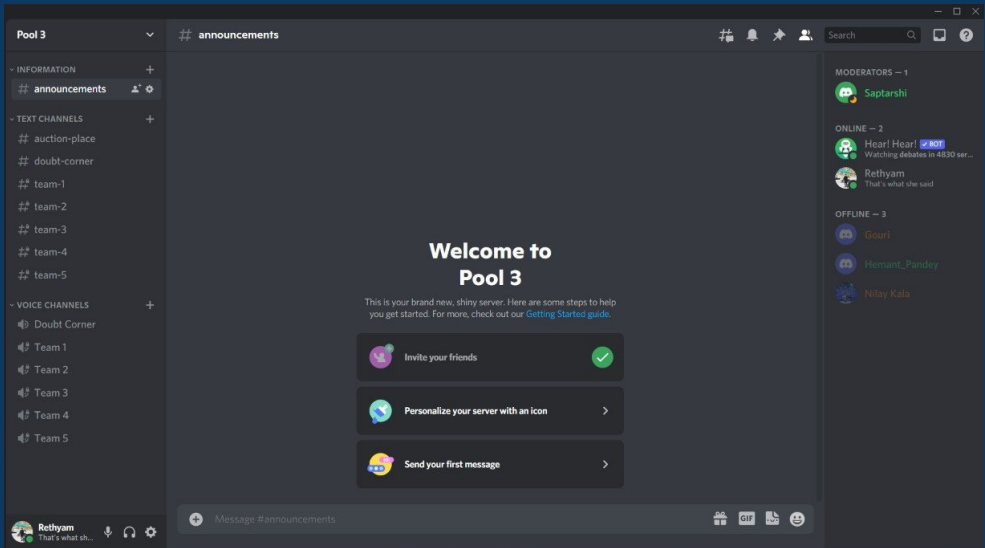 Pool 3
INFORMATION
# announcements
TEXT CHANNELS
# auction-place
# doubt-corner
# team-1
# team-2
# team-3
# team-4
# team-5
VOICE CHANNELS
Doubt Corner
Team 1
Team 2
Team 3
Team 4
Team 5
Rethyam
That's what sh...
# announcements
Search
Welcome to
Pool 3
This is your brand new, shiny server. Here are some steps to help
you get started. For more, check out our Getting Started guide.
Invite your friends
Personalize your server with an icon
Send your first message
Message #announcements
GIF
MODERATORS — 1
Saptarshi
ONLINE — 2
Hear! Hear! ✓ BOT
Watching debates in 4830 ser...
Rethyam
That's what she said
OFFLINE — 3
Gouri
Hemant_Pandey
Nilay Kala